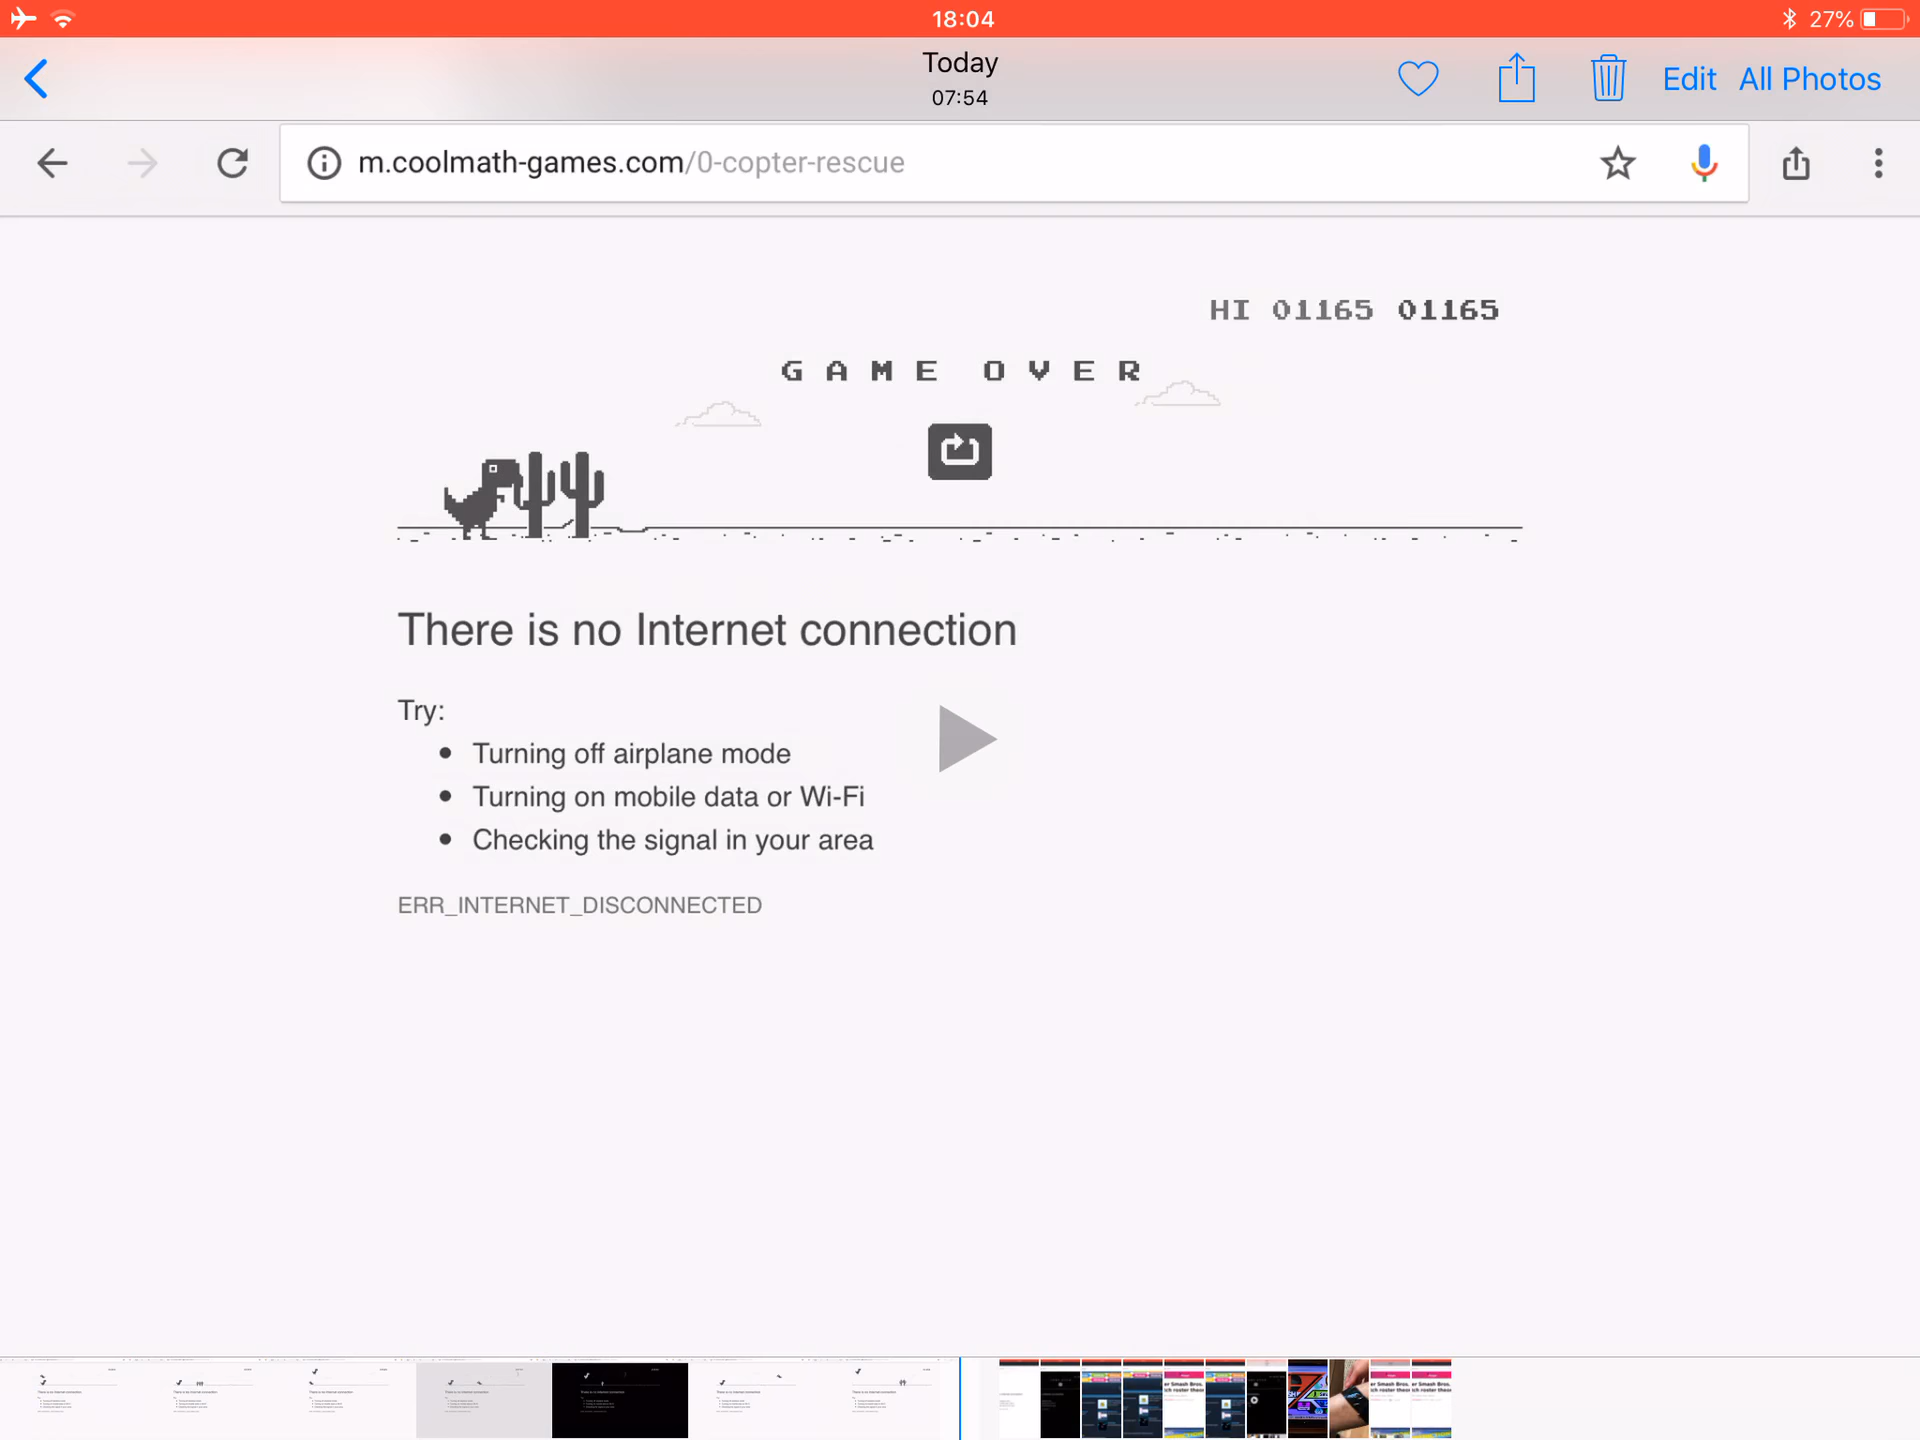 18:04
27%
Today
07:54
Edit All Photos
m.coolmath-games.com/0-copter-rescue
HI 01165 01165
GAME OVER
There is no Internet connection
Try:
Turning off airplane mode
Turning on mobile data or Wi-Fi
Checking the signal in your area
ERR_INTERNET_DISCONNECTED